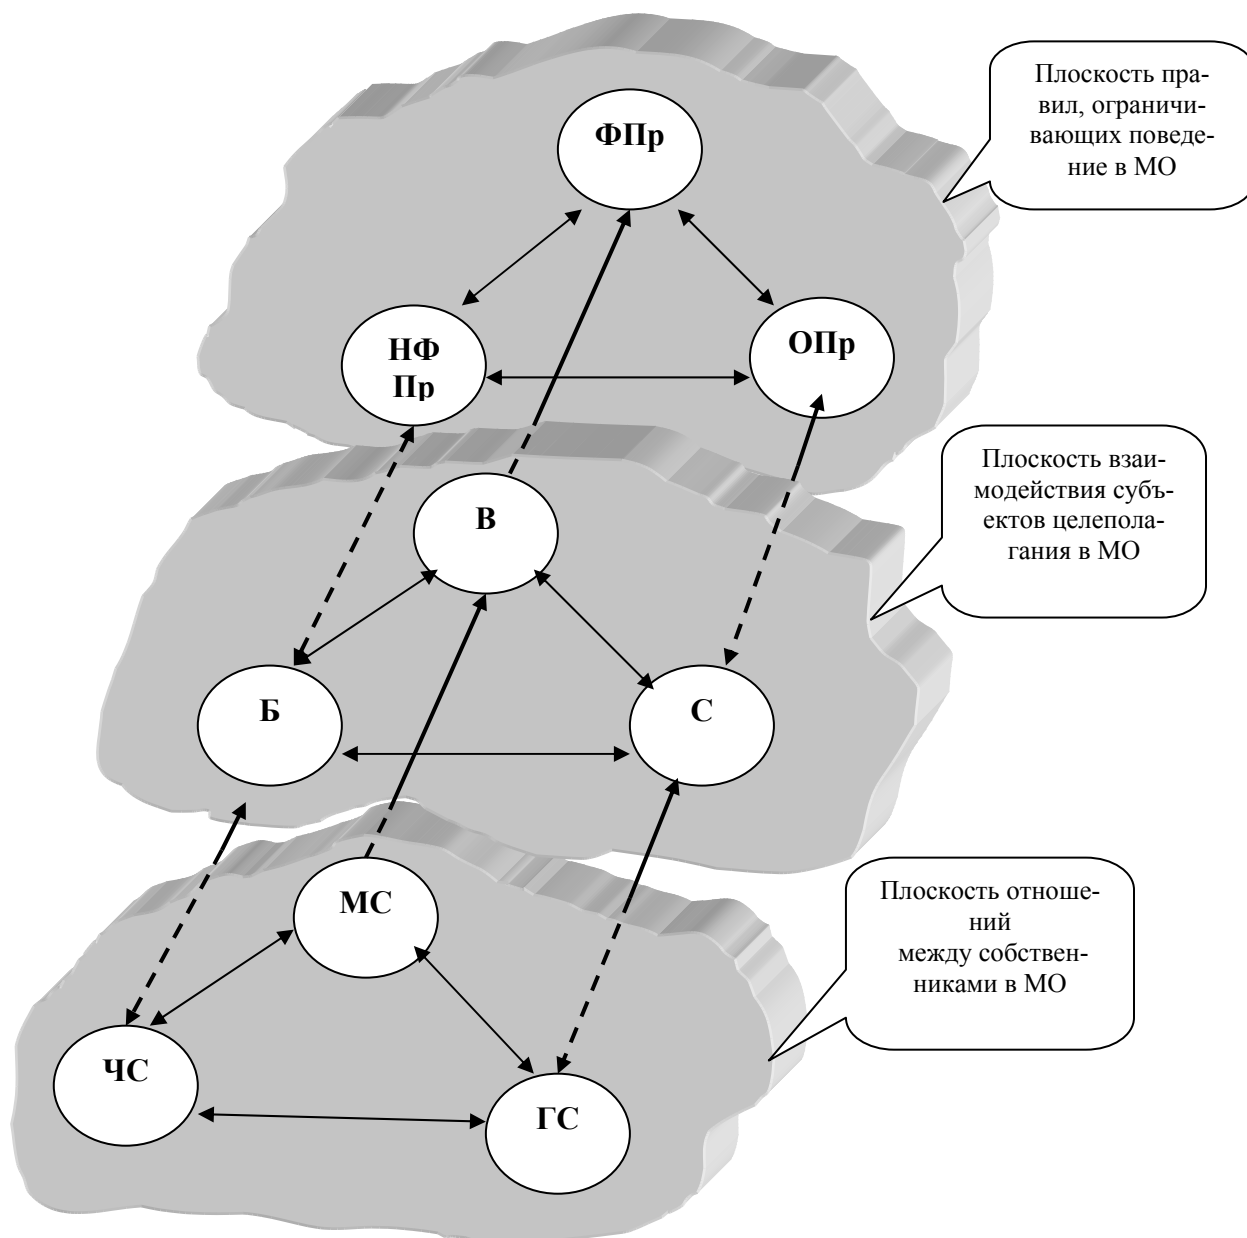 ФПр
Плоскость пра-
вил, ограничи-
вающих поведе-
ние в МО
НФ
Пр
ОПр
Плоскость взаи-
модействия субъ-
ектов целепола-
гания в МО
В
Б
С
Плоскость отноше-
ний
между собствен-
никами в МО
МС
ЧС
ГС